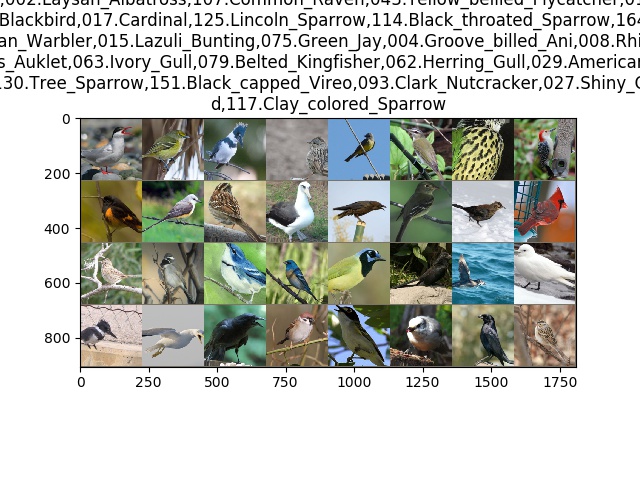 ,002.Laysan_Albatross,107.Common_Raven,043.Yellow_bellied_Flycatcher,01
Blackbird,017.Cardinal,125.Lincoln_Sparrow,114.Black_throated_Sparrow,164
an_Warbler,015.Lazuli_Bunting,075.Green_Jay,004.Groove_billed_Ani,008.Rhi
s_Auklet,063.Ivory_Gull,079.Belted_Kingfisher,062.Herring_Gull,029.American
130.Tree_Sparrow,151.Black_capped_Vireo,093.Clark_Nutcracker,027.Shiny_C
d,117.Clay_colored_Sparrow
0
200
400
600
800
0 250 500 750 1000 1250 1500 1750